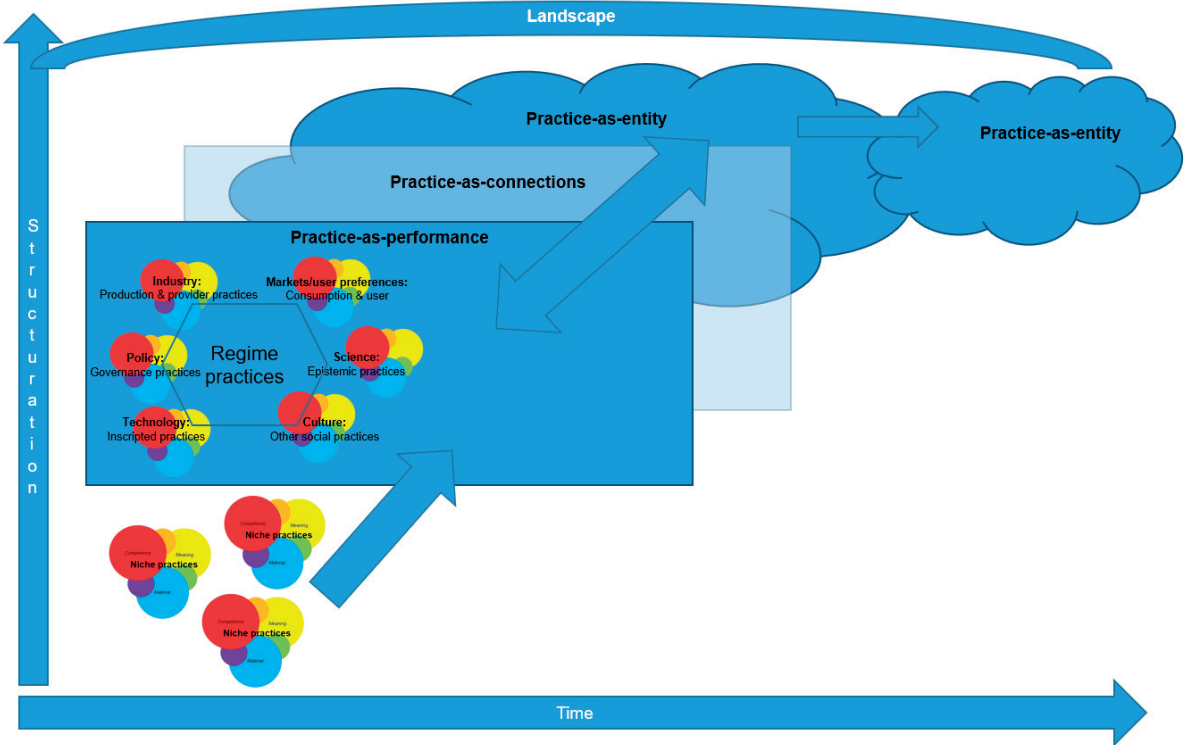 Landscape
Practice-as-entity
Practice-as-entity
Practice-as-connections
Practice-as-performance
Structuration
Industry:
Production & provider practices
Markets/user preferences:
Consumption & user
Policy:
Governance practices
Regime
practices
Science:
Epistemic practices
Technology:
Inscripted practices
Culture:
Other social practices
Competence
Meaning
Niche practices
Material
Competence
Meaning
Niche practices
Material
Competence
Meaning
Niche practices
Material
Time